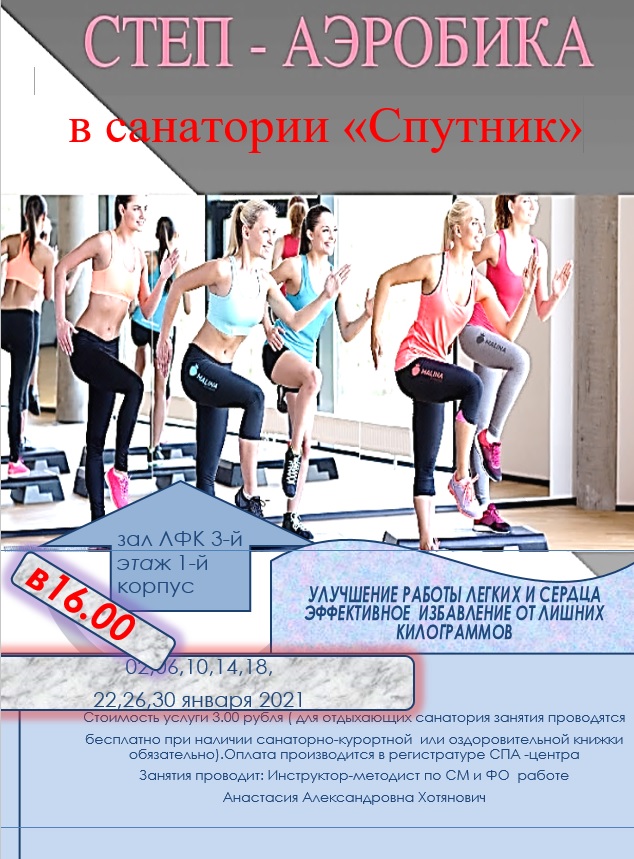 СТЕП - АЭРОБИКА
в санатории «Спутник»
MALINA
MALINA
MALINA
зал ЛФК 3-й
этаж 1-й
корпус
в16.00
УЛУЧШЕНИЕ РАБОТЫ ЛЕГКИХ И СЕРДЦА
ЭФФЕКТИВНОЕ ИЗБАВЛЕНИЕ ОТ ЛИШНИХ
КИЛОГРАММОВ
02,06,10,14,18,
22,26,30 января 2021
Стоимость услуги 3.00 рубля ( для отдыхающих санатория занятия проводятся
бесплатно при наличии санаторно-курортной или оздоровительной книжки
обязательно).Оплата производится в регистратуре СПА -центра
Занятия проводит: Инструктор-методист по СМ и ФО работе
Анастасия Александровна Хотянович